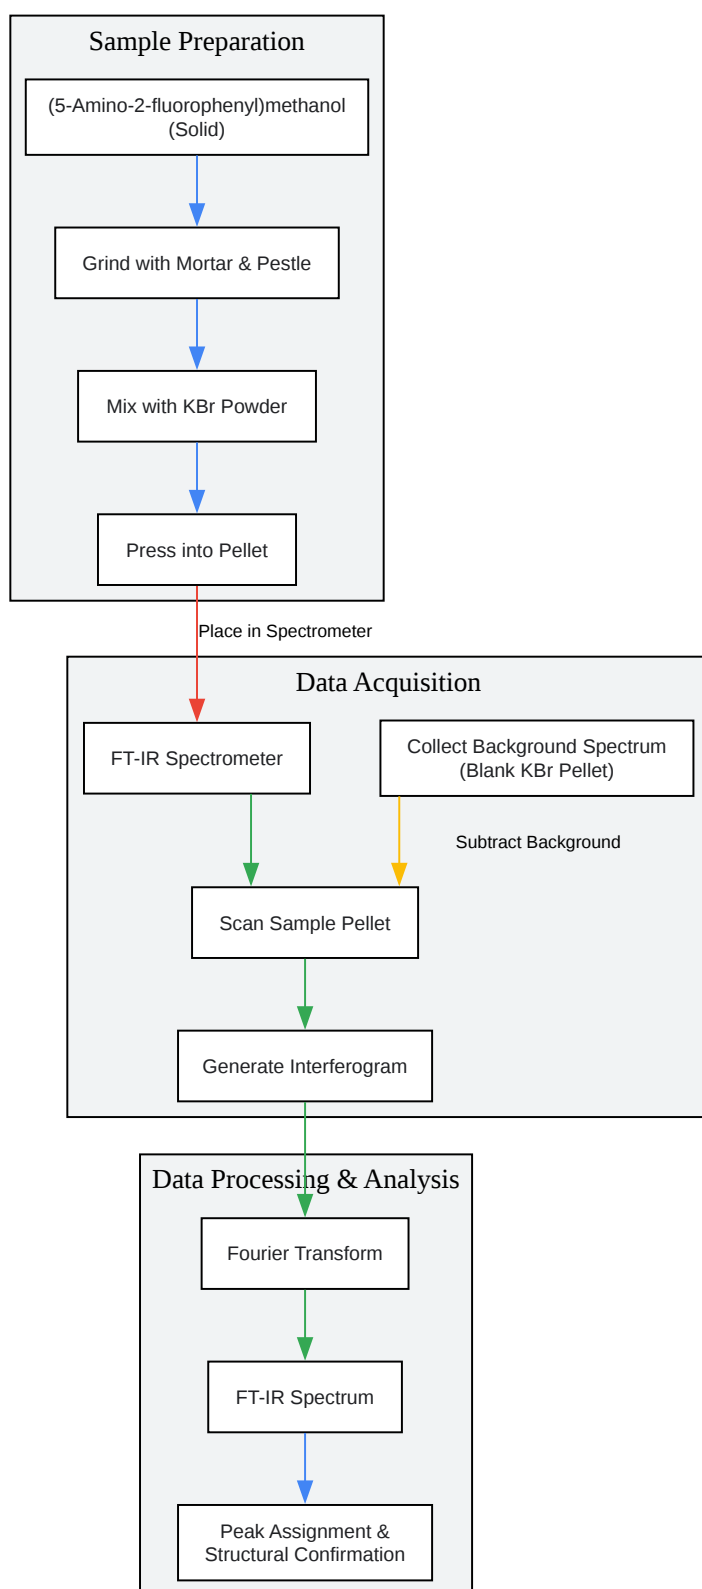 Sample Preparation
(5-Amino-2-fluorophenyl)methanol
(Solid)
Grind with Mortar & Pestle
Mix with KBr Powder
Press into Pellet
Place in Spectrometer
Data Acquisition
FT-IR Spectrometer
Collect Background Spectrum
(Blank KBr Pellet)
Subtract Background
Scan Sample Pellet
Generate Interferogram
Data Processing & Analysis
Fourier Transform
FT-IR Spectrum
Peak Assignment &
Structural Confirmation